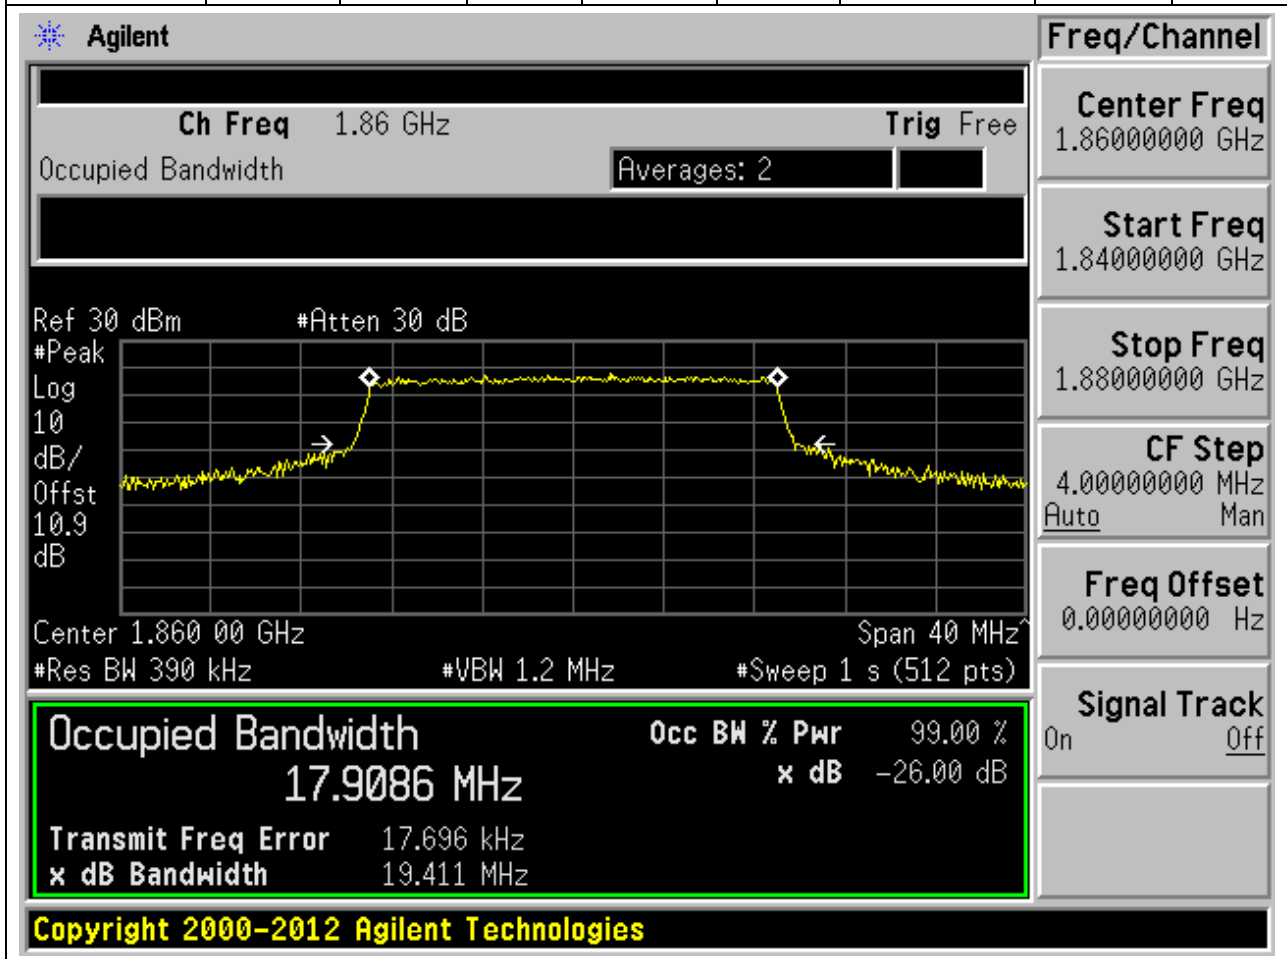 Agilent
Freq/Channel
Ch Freq 1.86 GHz Trig Free
Occupied Bandwidth Averages: 2
Center Freq
1.86000000 GHz
Start Freq
1.84000000 GHz
Stop Freq
1.88000000 GHz
CF Step
4.00000000 MHz
Auto Man
Freq Offset
0.00000000 Hz
Signal Track
On Off
Ref 30 dBm #Atten 30 dB
#Peak
Log
10
dB/
Offst
10.9
dB
Center 1.860 00 GHz Span 40 MHz^
#Res BW 390 kHz #VBW 1.2 MHz #Sweep 1 s (512 pts)
Occupied Bandwidth
17.9086 MHz
Occ BW % Pwr 99.00 %
x dB -26.00 dB
Transmit Freq Error 17.696 kHz
x dB Bandwidth 19.411 MHz
Copyright 2000-2012 Agilent Technologies